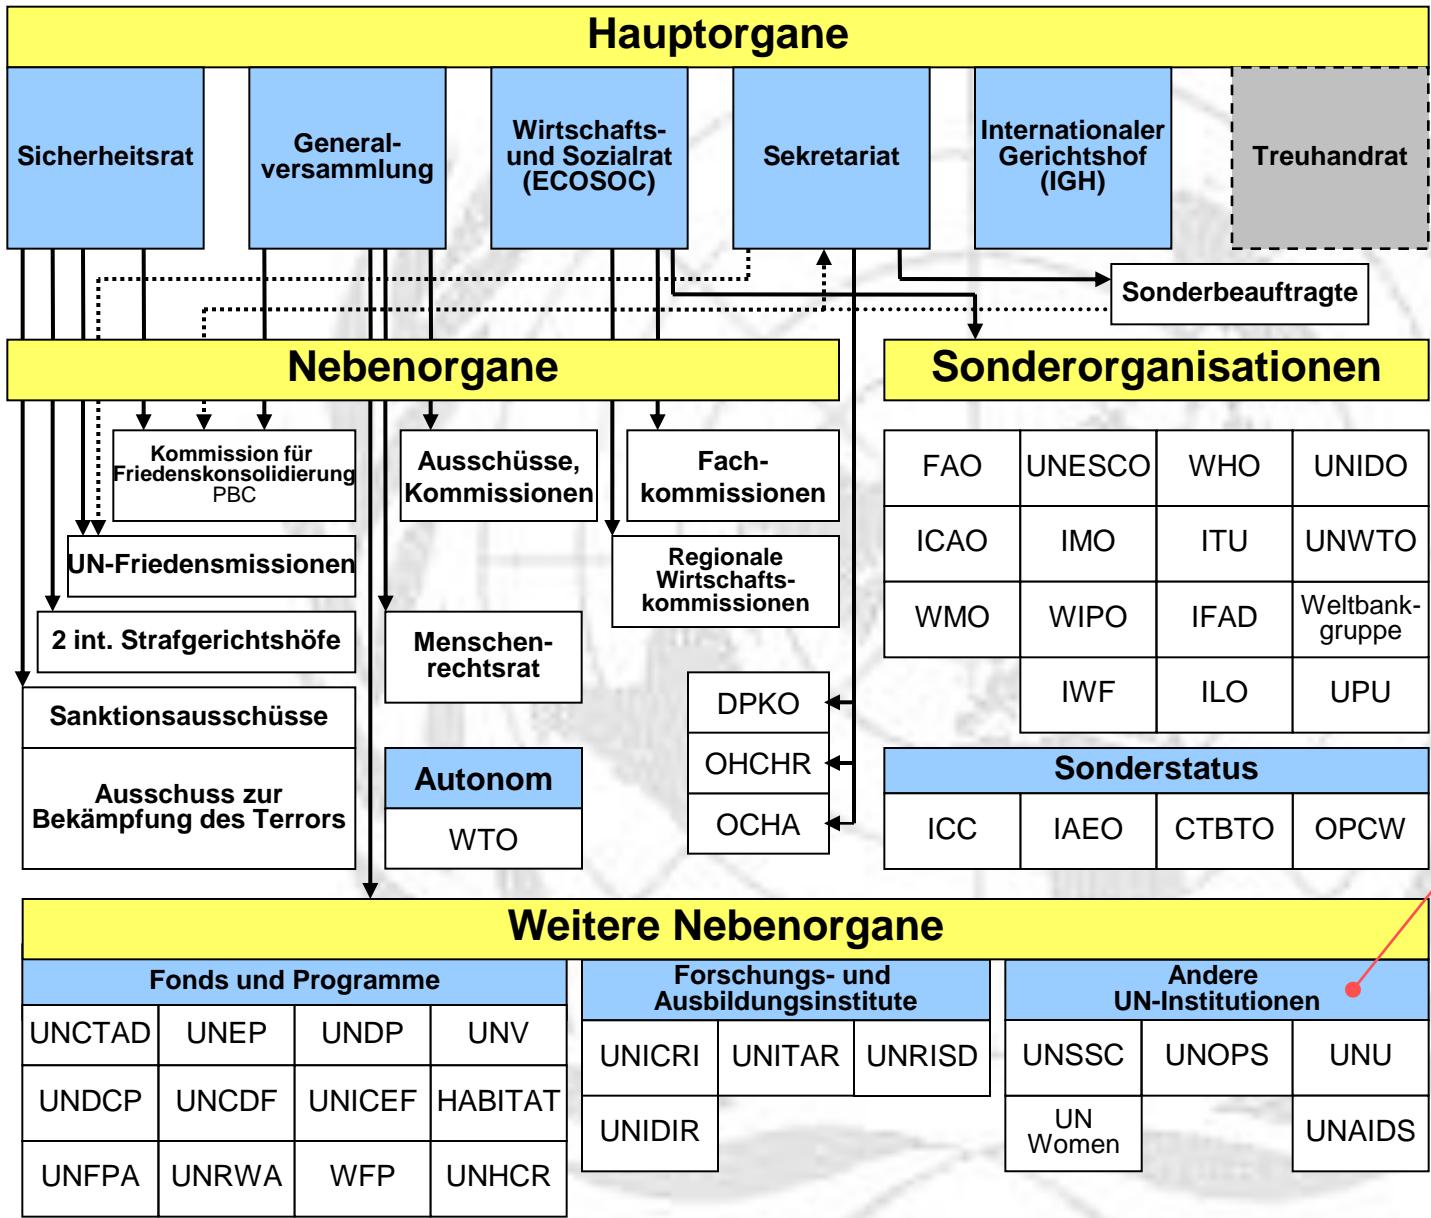 Hauptorgane
Sicherheitsrat
General-
versammlung
Wirtschafts-
und Sozialrat
(ECOSOC)
Sekretariat
Internationaler
Gerichtshof
(IGH)
Treuhandrat
Sonderbeauftragte
Nebenorgane
Sonderorganisationen
Kommission für
Friedenskonsolidierung
PBC
Ausschüsse,
Kommissionen
Fach-
kommissionen
UN-Friedensmissionen
Regionale
Wirtschafts-
kommissionen
2 int. Strafgerichtshöfe
Menschen-
rechtsrat
Sanktionsausschüsse
Ausschuss zur
Bekämpfung des Terrors
Autonom
WTO
DPKO
OHCHR
OCHA
FAO UNESCO WHO UNIDO
ICAO IMO ITU UNWTO
WMO WIPO IFAD Weltbank-
gruppe
IWF ILO UPU
Sonderstatus
ICC IAEO CTBTO OPCW
Weitere Nebenorgane
Fonds und Programme
UNCTAD UNEP UNDP UNV
UNDCP UNCDF UNICEF HABITAT
UNFPA UNRWA WFP UNHCR
Forschungs- und
Ausbildungsinstitute
UNICRI UNITAR UNRISD
UNIDIR
Andere
UN-Institutionen
UNSSC UNOPS UNU
UN
Women
UNAIDS